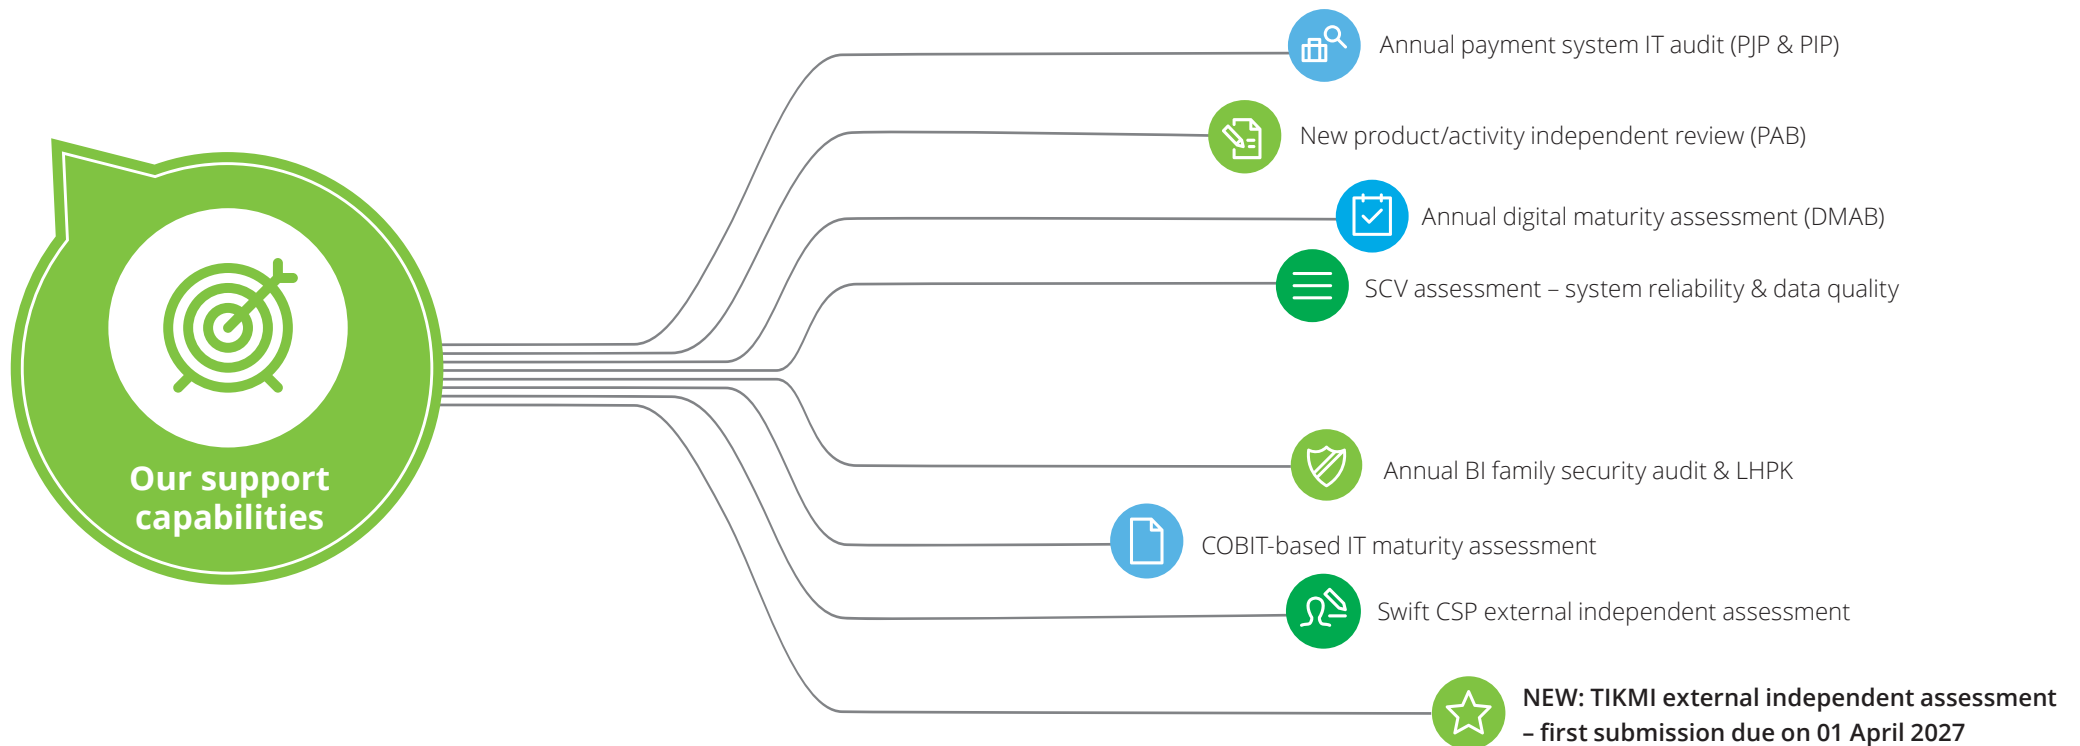 Our support
capabilities
Annual payment system IT audit (PJP & PIP)
New product/activity independent review (PAB)
Annual digital maturity assessment (DMAB)
SCV assessment – system reliability & data quality
Annual BI family security audit & LHPK
COBIT-based IT maturity assessment
Swift CSP external independent assessment
NEW: TIKMI external independent assessment
– first submission due on 01 April 2027